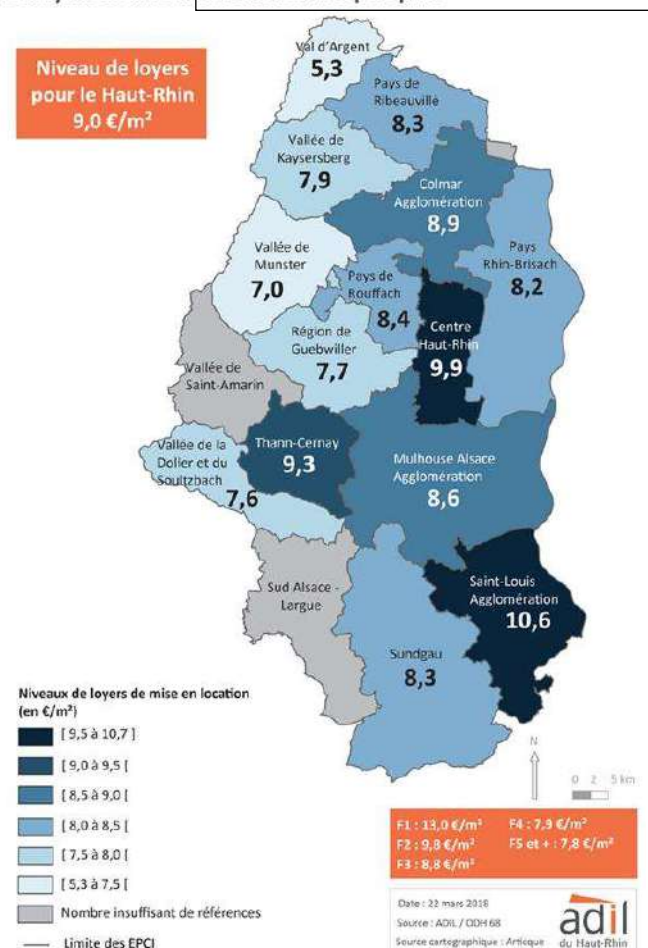 Niveau de loyers
pour le Haut-Rhin
9,0 €/m²
Val d'Argent
5,3
Pays de
Ribeauvillé
8,3
Vallée de
Kaysersberg
7,9
Colmar
Agglomération
8,9
Vallée de
Munster
7,0
Pays de
Rouffach
8,4
Pays
Rhin-Brisach
8,2
Centre
Haut-Rhin
9,9
Région de
Guebwiller
7,7
Vallée de
Saint-Amarin
Thann-Cernay
9,3
Vallée de la
Doller et du
Soultzbach
7,6
Mulhouse Alsace
Agglomération
8,6
Sud Alsace -
Largue
Saint-Louis
Agglomération
10,6
Sundgau
8,3
Niveaux de loyers de mise en location
(en €/m²)
[ 9,5 à 10,7 ]
[ 9,0 à 9,5 [
[ 8,5 à 9,0 [
[ 8,0 à 8,5 [
[ 7,5 à 8,0 [
[ 5,3 à 7,5 [
Nombre insuffisant de références
Limite des EPCI
N
0 2 5 km
F1 : 13,0 €/m² F4 : 7,9 €/m²
F2 : 9,8 €/m² F5 et + : 7,8 €/m²
F3 : 8,8 €/m²
Date : 22 mars 2018
Source : ADIL / ODH 68
Source cartographique : Articque
adil
du Haut-Rhin